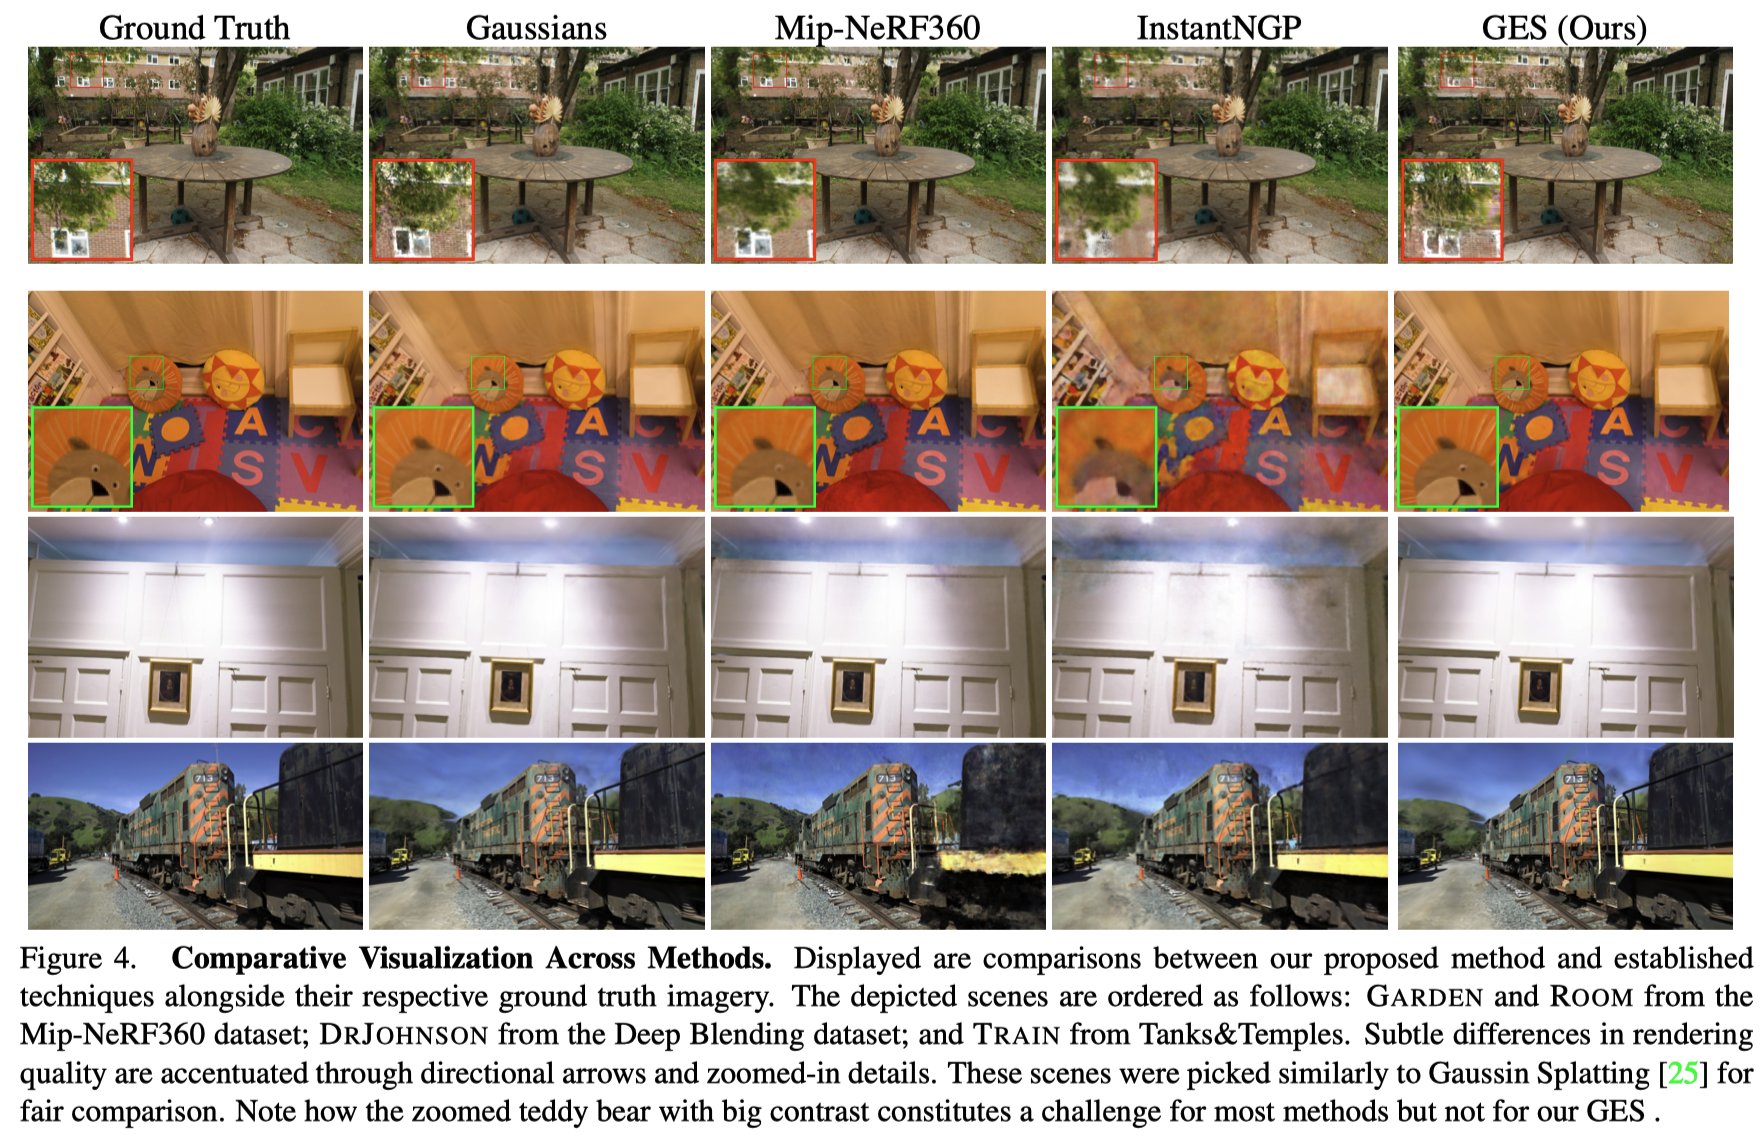 Ground Truth
Gaussians
Mip-NeRF360
InstantNGP
GES (Ours)
A
C
W
S
V
A
C
W
S
V
A
C
W
S
V
A
C
S
V
A
C
W
S
V
713
713
713
713
713
Figure 4. Comparative Visualization Across Methods. Displayed are comparisons between our proposed method and established
techniques alongside their respective ground truth imagery. The depicted scenes are ordered as follows: GARDEN and ROOM from the
Mip-NeRF360 dataset; DRJOHNSON from the Deep Blending dataset; and TRAIN from Tanks&Temples. Subtle differences in rendering
quality are accentuated through directional arrows and zoomed-in details. These scenes were picked similarly to Gaussin Splatting [25] for
fair comparison. Note how the zoomed teddy bear with big contrast constitutes a challenge for most methods but not for our GES .